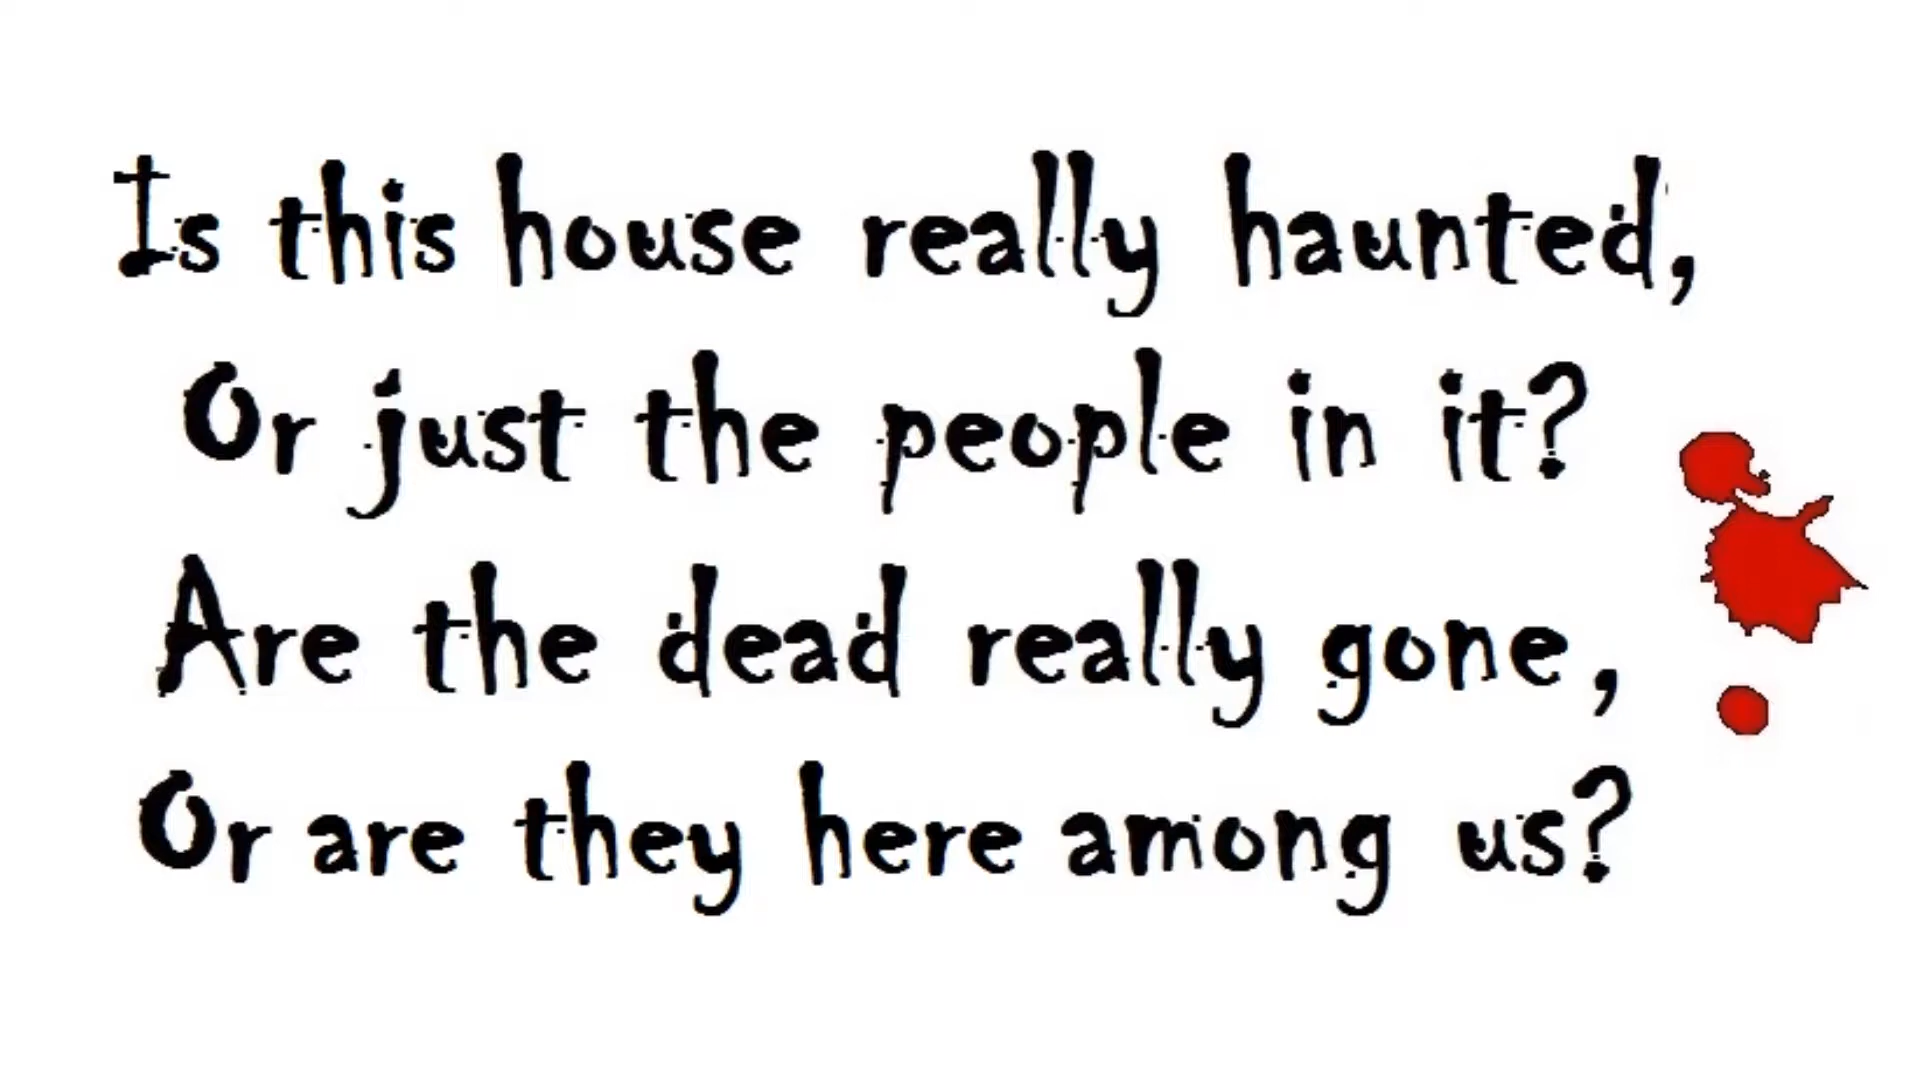 Is this house really haunted,
Or just the people in it?
Are the dead really gone,
Or are they here among us?